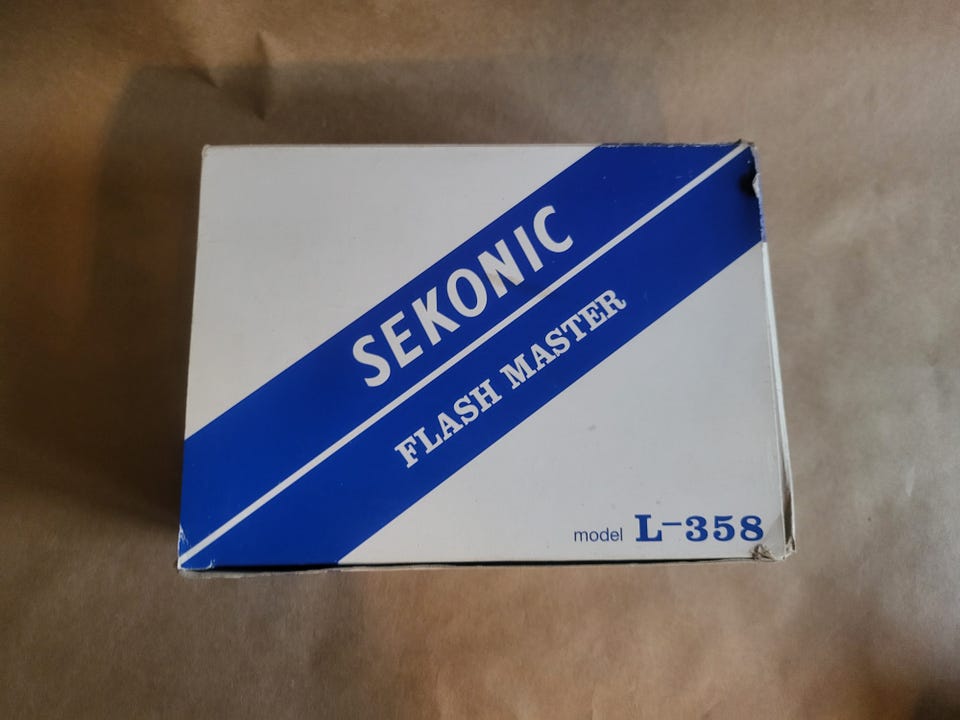 SEKONIC
FLASH MASTER
model L-358